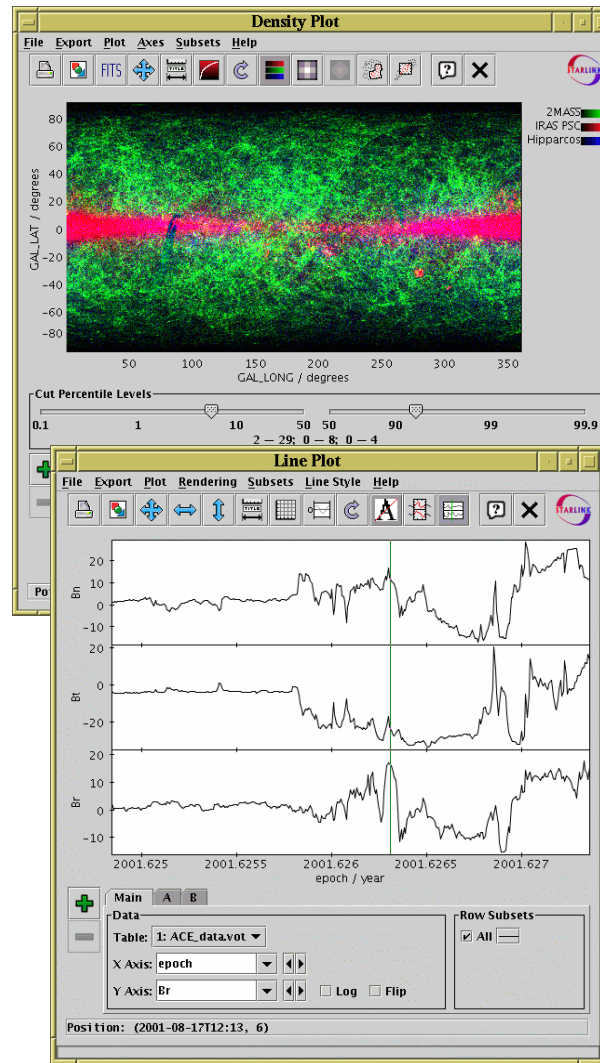 Density Plot
File Export Plot Axes Subsets Help
FITS
STARLINK
2MASS
IRAS PSC
Hipparcos
80
60
40
20
0
-20
-40
-60
-80
GAL_LAT / degrees
50 100 150 200 250 300 350
GAL_LONG / degrees
Cut Percentile Levels
0.1 1 10 50 50 90 99 99.9
2 — 29; 0 — 8; 0 — 4
Po
Line Plot
File Export Plot Rendering Subsets Line Style Help
TITLE
A
STARLINK
20
10
0
-10
Bn
20
0
-20
Bt
20
10
0
-10
Br
2001.625 2001.6255 2001.626 2001.6265 2001.627
epoch / year
Main A B
Data
Table: 1: ACE_data.vot
X Axis: epoch
Y Axis: Br
Log Flip
Row Subsets
All
Position: (2001-08-17T12:13, 6)